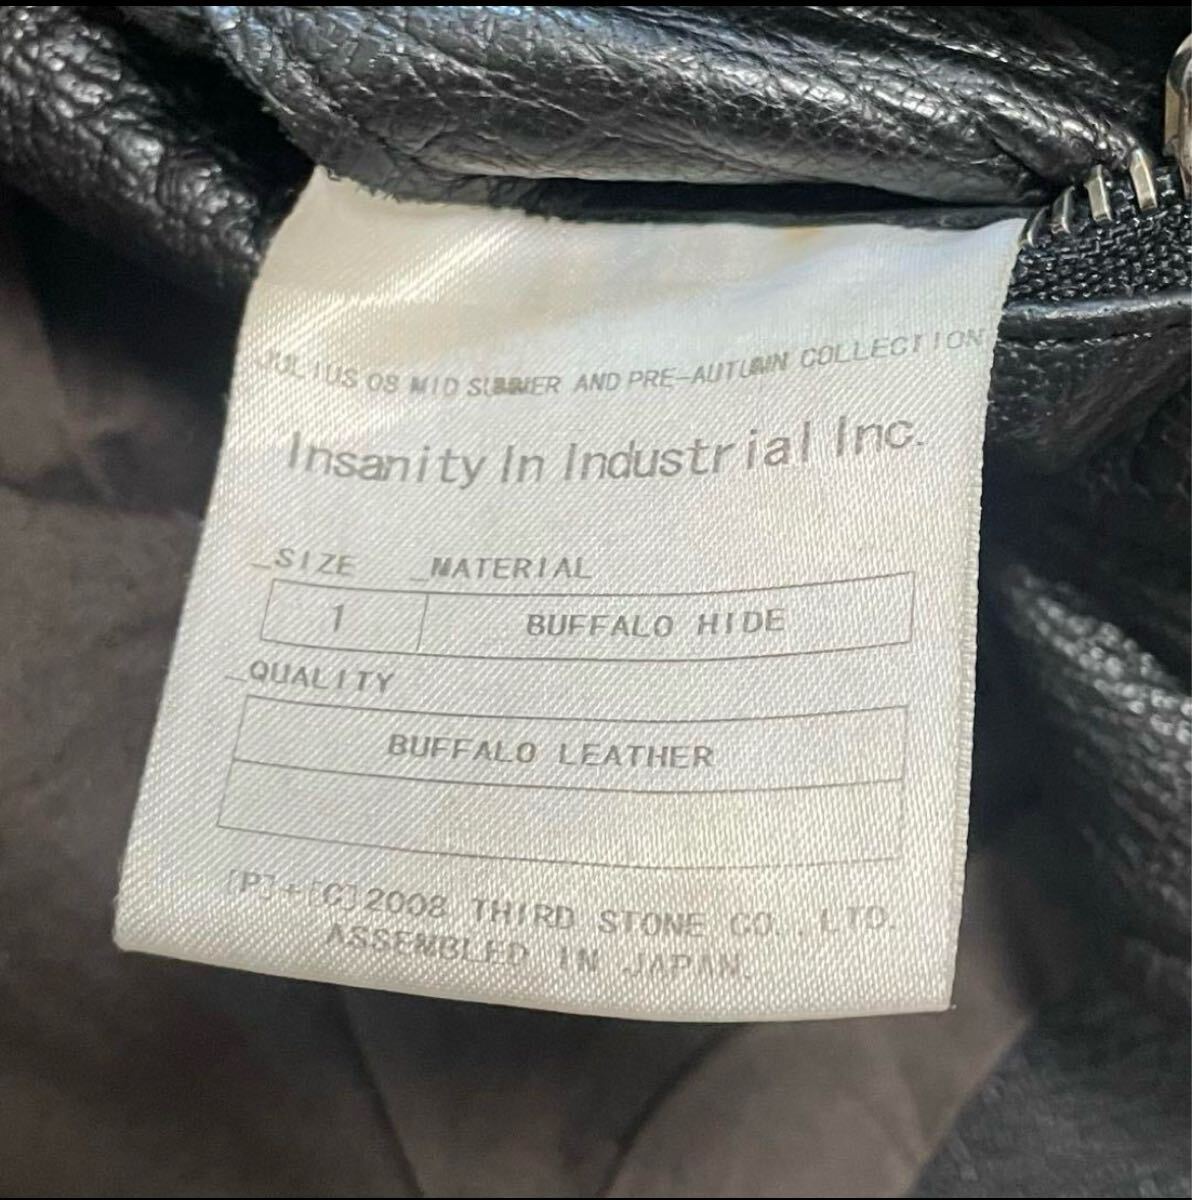 JULIUS 08 MID SUMMER AND PRE-AUTUMN COLLECTION
Insanity In Industrial Inc.
_SIZE _MATERIAL
1 BUFFALO HIDE
_QUALITY
BUFFALO LEATHER
[P]+[C]2008 THIRD STONE CO.,LTD.
ASSEMBLED IN JAPAN.